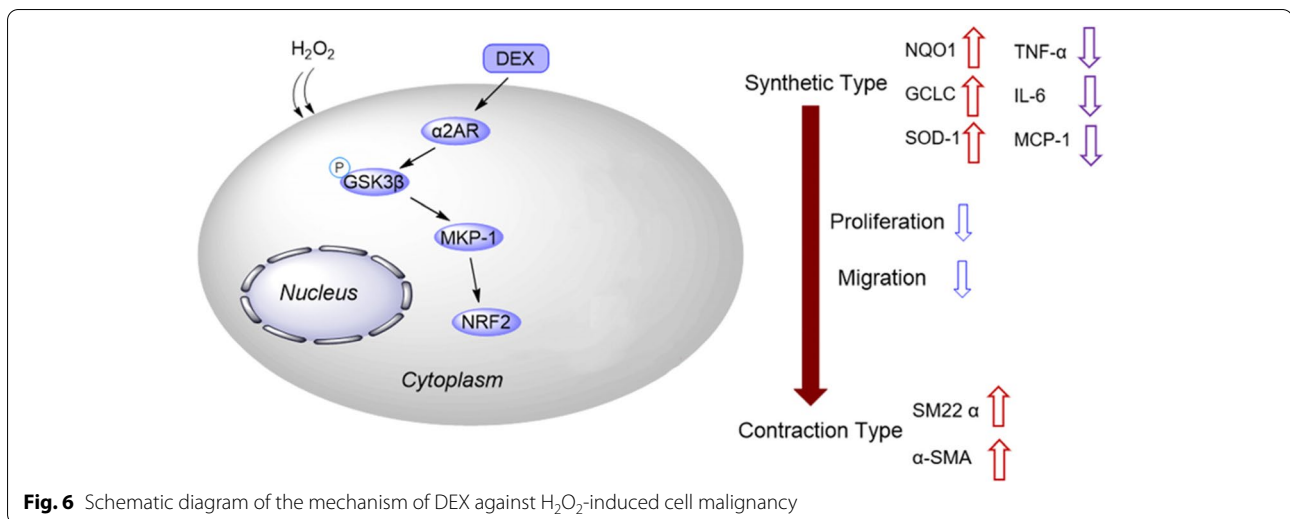 H₂O₂
DEX
α2AR
P
GSK3β
MKP-1
NRF2
Nucleus
Cytoplasm
Synthetic Type
NQO1
TNF-α
GCLC
IL-6
SOD-1
MCP-1
Proliferation
Migration
Contraction Type
SM22 α
α-SMA
Fig. 6 Schematic diagram of the mechanism of DEX against H₂O₂-induced cell malignancy